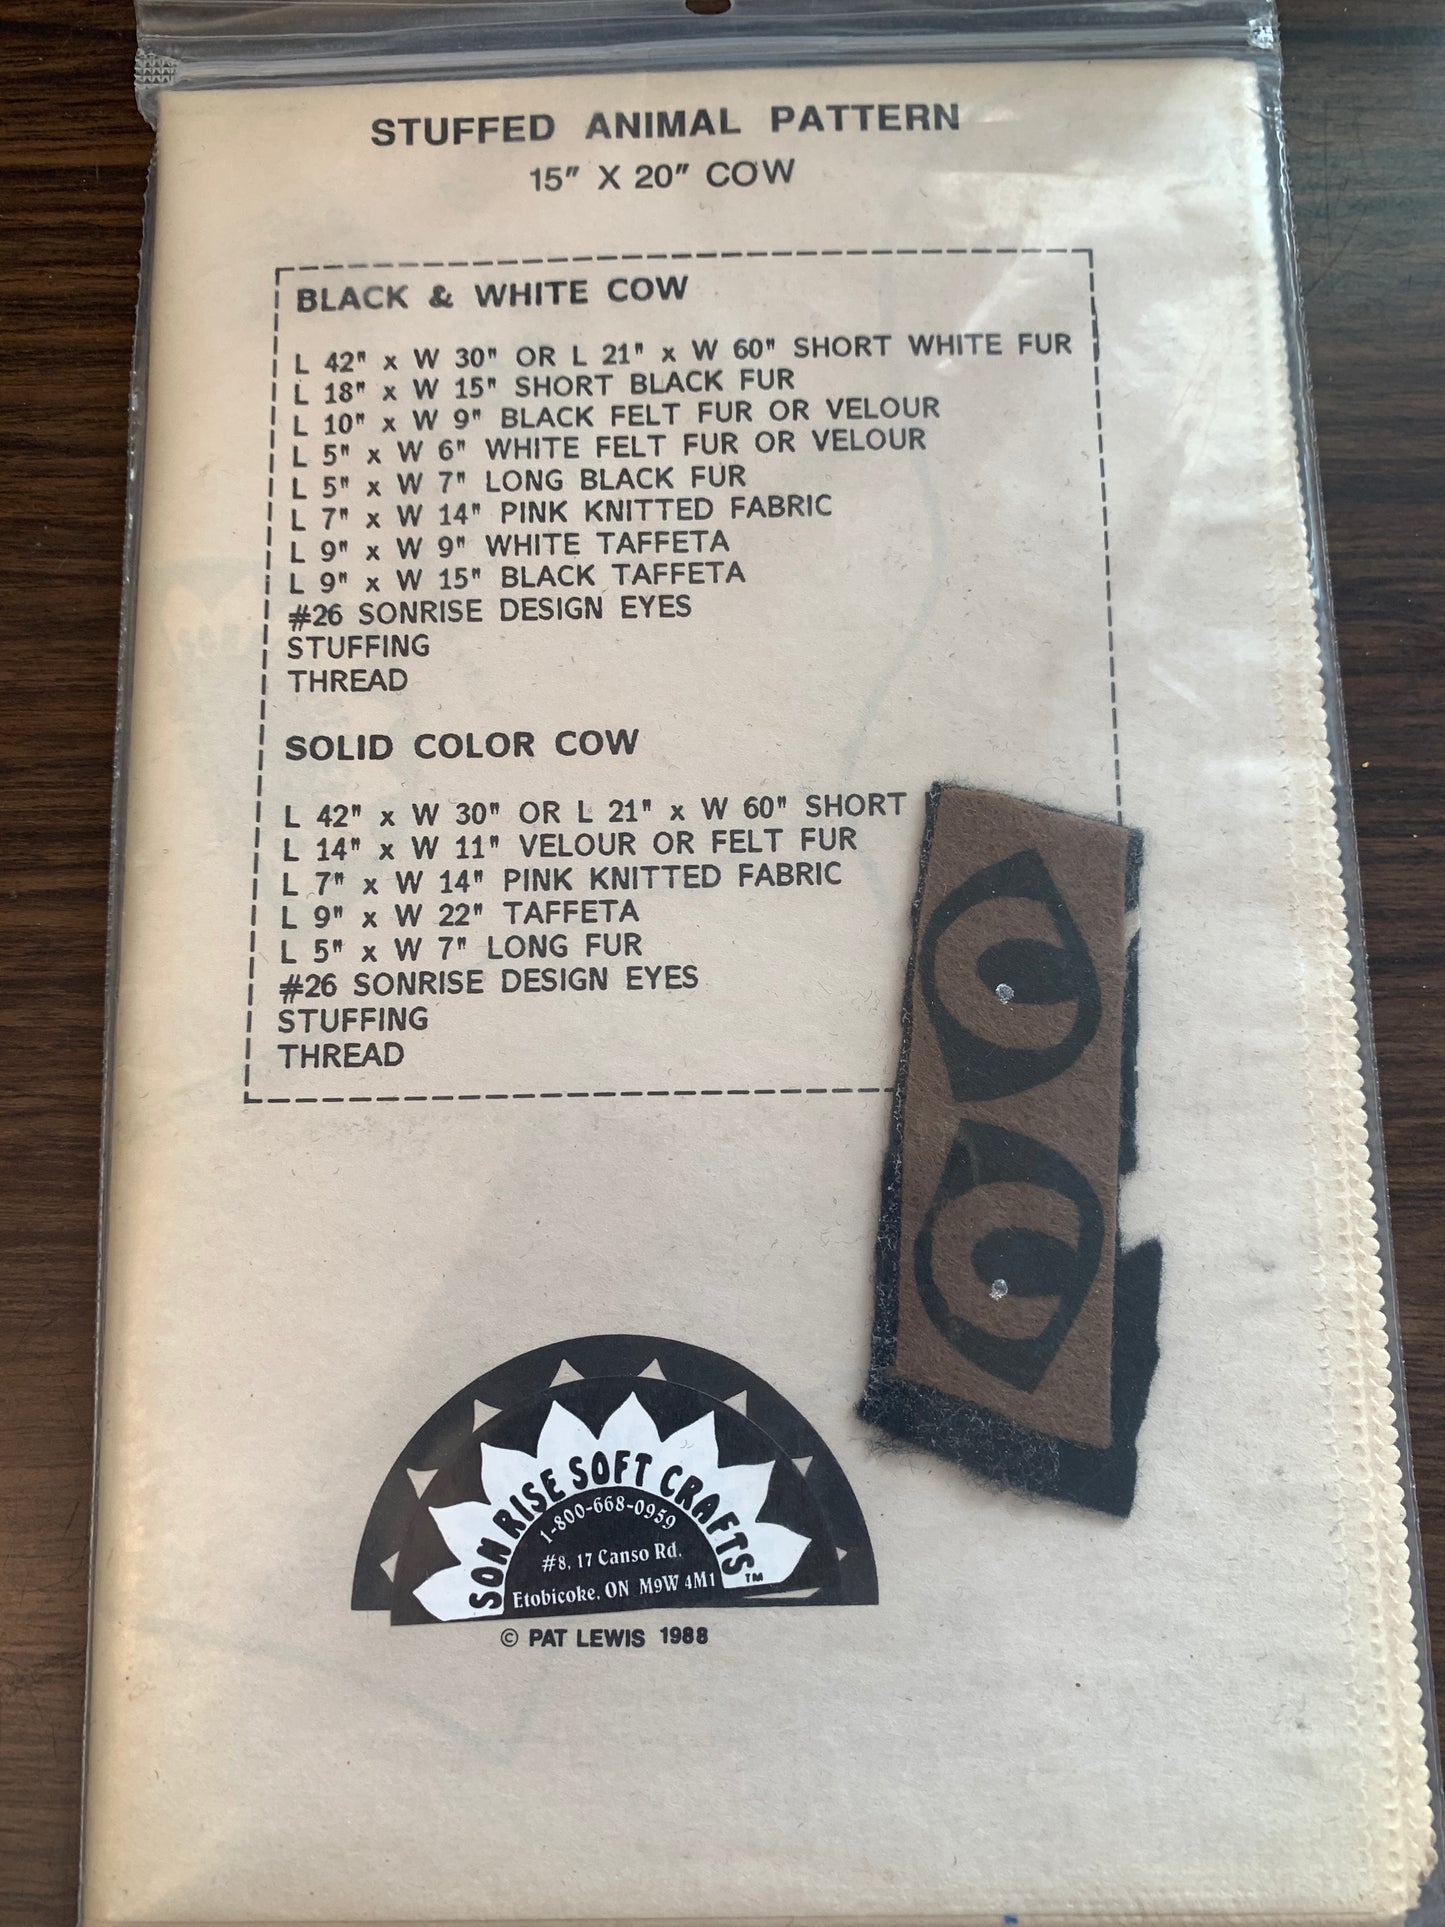 STUFFED ANIMAL PATTERN
15" X 20" COW
BLACK & WHITE COW
L 42" x W 30" OR L 21" x W 60" SHORT WHITE FUR
L 18" x W 15" SHORT BLACK FUR
L 10" x W 9" BLACK FELT FUR OR VELOUR
L 5" x W 6" WHITE FELT FUR OR VELOUR
L 5" x W 7" LONG BLACK FUR
L 7" x W 14" PINK KNITTED FABRIC
L 9" x W 9" WHITE TAFFETA
L 9" x W 15" BLACK TAFFETA
#26 SONRISE DESIGN EYES
STUFFING
THREAD
SOLID COLOR COW
L 42" x W 30" OR L 21" x W 60" SHORT
L 14" x W 11" VELOUR OR FELT FUR
L 7" x W 14" PINK KNITTED FABRIC
L 9" x W 22" TAFFETA
L 5" x W 7" LONG FUR
#26 SONRISE DESIGN EYES
STUFFING
THREAD
SONRISE SOFT CRAFTS™
1-800-668-0959
#8, 17 Canso Rd.
Etobicoke, ON M9W 4M1
© PAT LEWIS 1988